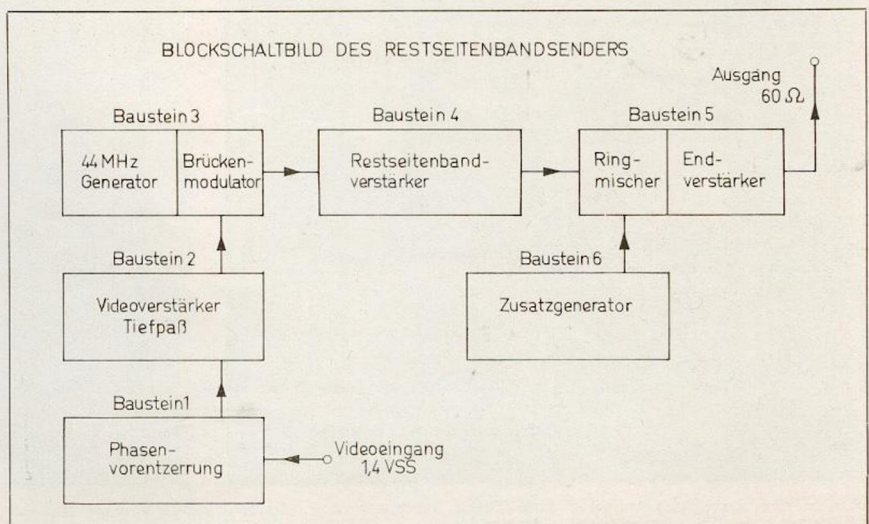 BLOCKSCHALTBILD DES RESTSEITENBANDSENDERS
Ausgang
60 Ω
Baustein 3
Baustein 4
Baustein 5
44 MHz
Generator
Brücken-
modulator
Restseitenband-
verstärker
Ring-
mischer
End-
verstärker
Baustein 2
Baustein 6
Videoverstärker
Tiefpaß
Zusatzgenerator
Baustein 1
Phasen-
vorentzerrung
Videoeingang
1,4 VSS